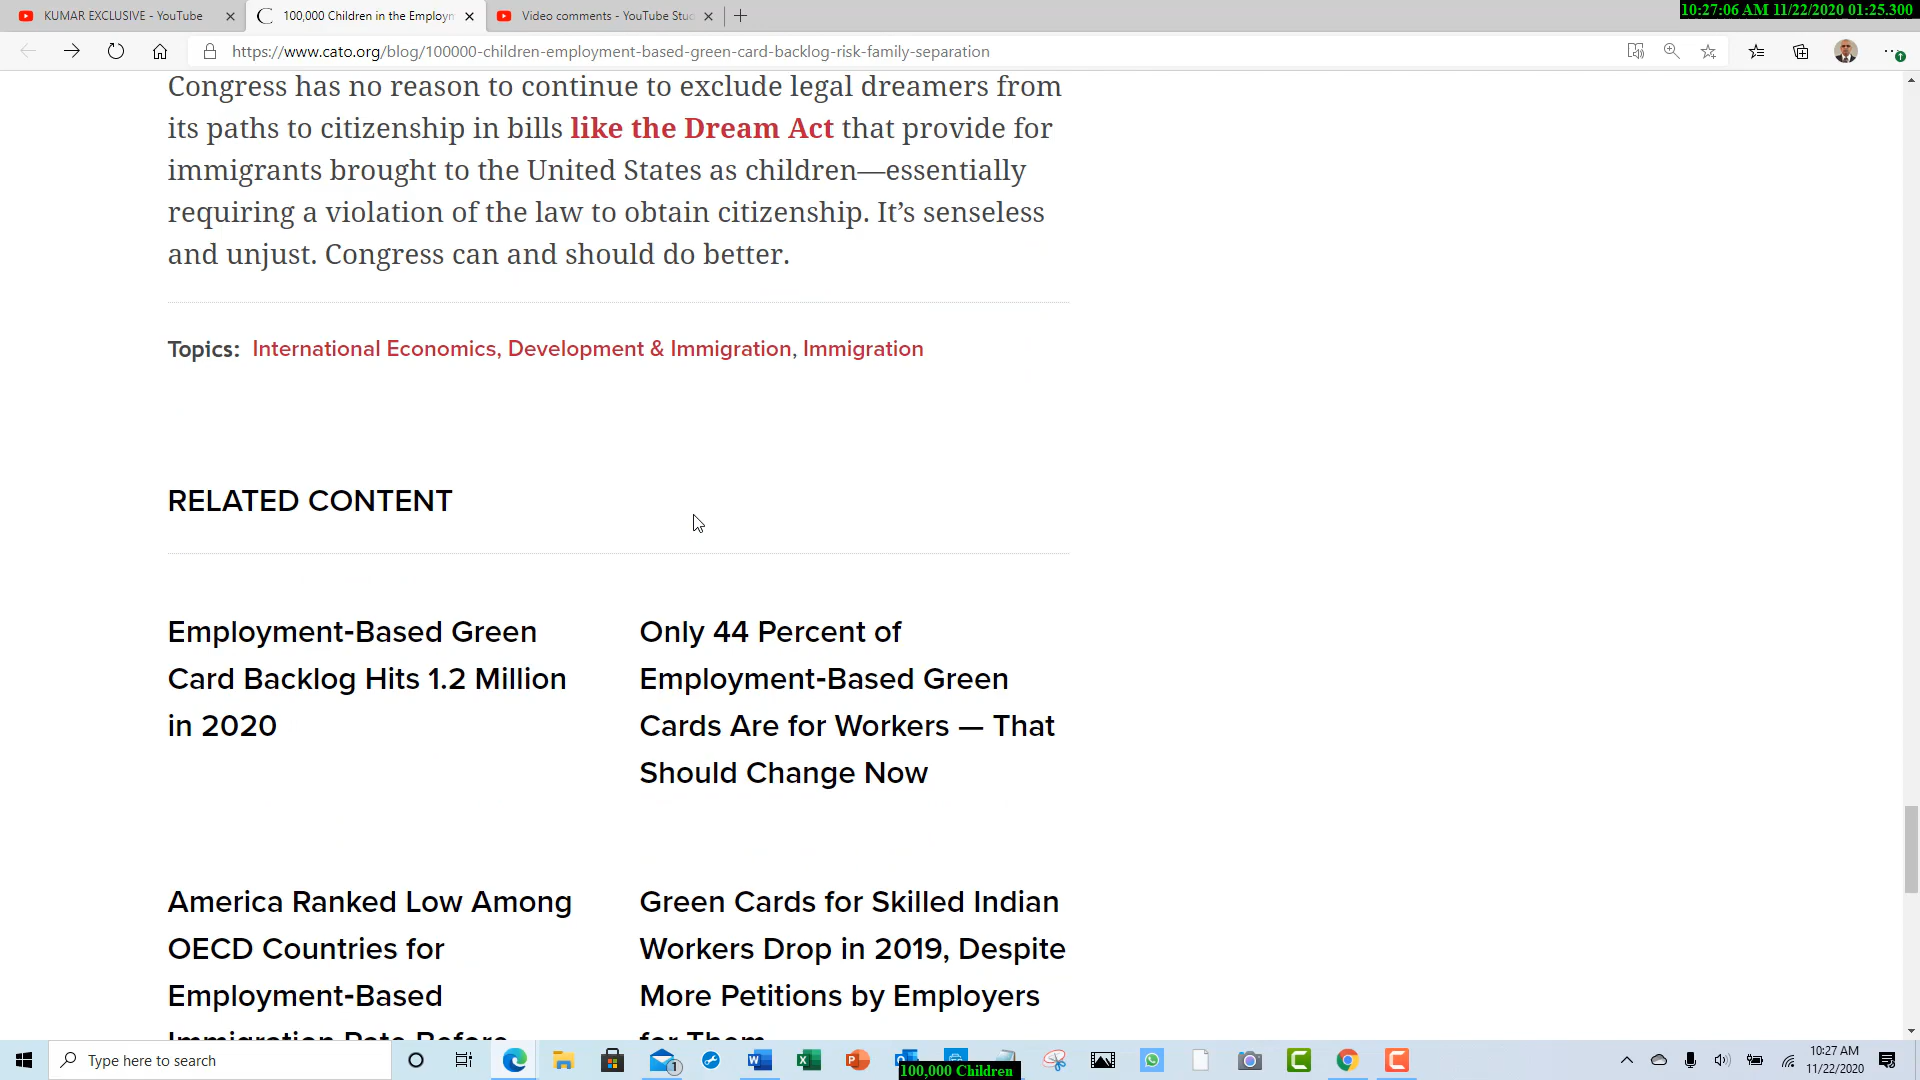 KUMAR EXCLUSIVE - YouTube
100,000 Children in the Employm
Video comments - YouTube Stud
10:27:06 AM 11/22/2020 01:25.300
https://www.cato.org/blog/100000-children-employment-based-green-card-backlog-risk-family-separation
Congress has no reason to continue to exclude legal dreamers from
its paths to citizenship in bills like the Dream Act that provide for
immigrants brought to the United States as children—essentially
requiring a violation of the law to obtain citizenship. It’s senseless
and unjust. Congress can and should do better.
Topics: International Economics, Development & Immigration, Immigration
RELATED CONTENT
Employment-Based Green
Card Backlog Hits 1.2 Million
in 2020
Only 44 Percent of
Employment-Based Green
Cards Are for Workers — That
Should Change Now
America Ranked Low Among
OECD Countries for
Employment-Based
Immigration Rate Before
Green Cards for Skilled Indian
Workers Drop in 2019, Despite
More Petitions by Employers
for Them
Type here to search
1
100,000 Children
10:27 AM
11/22/2020